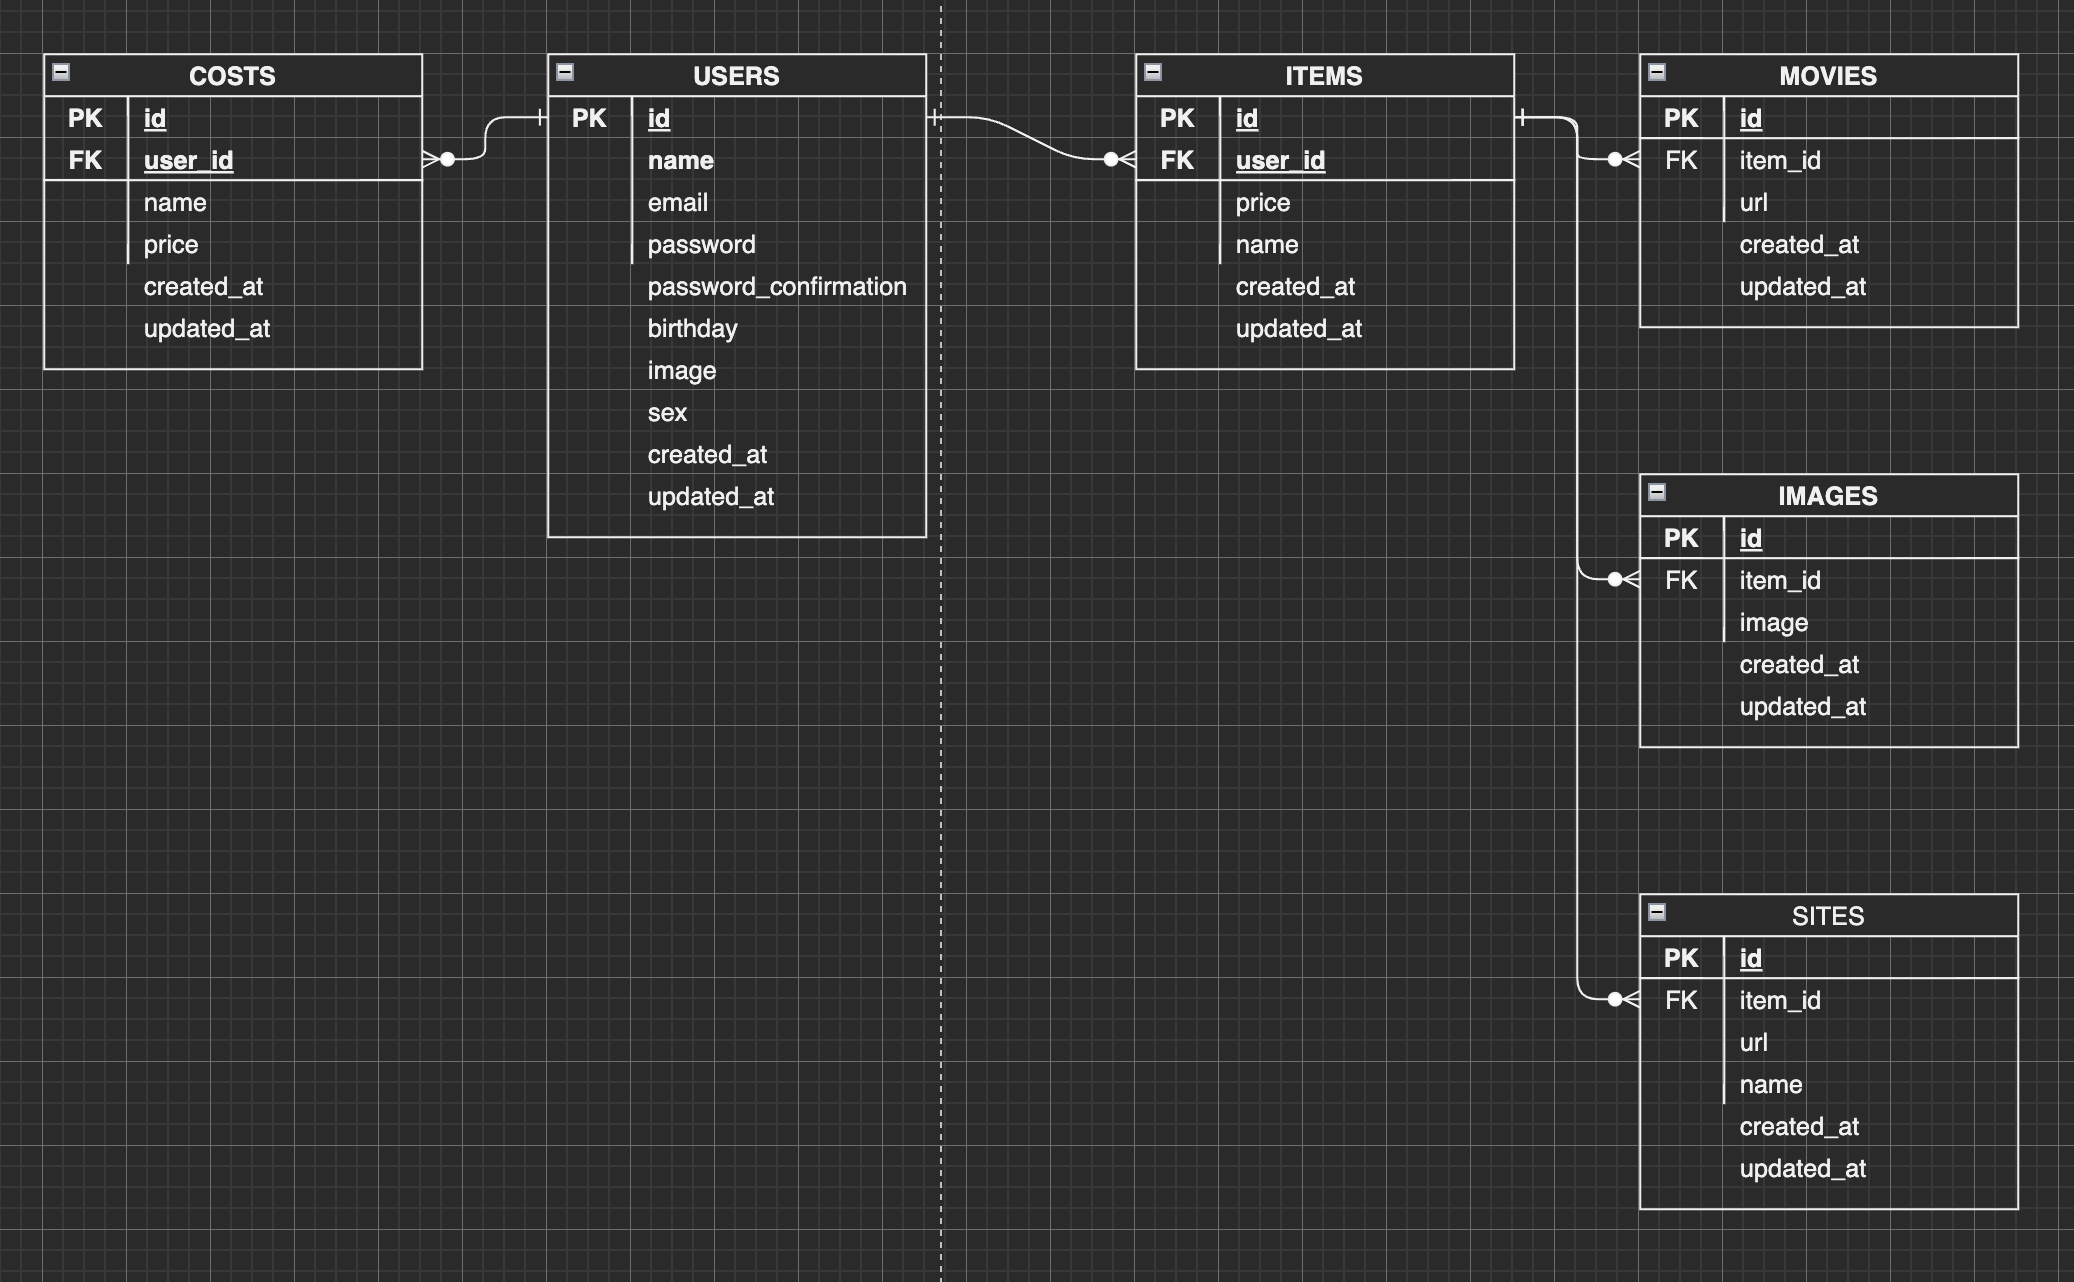 COSTS
PK id
FK user_id
name
price
created_at
updated_at
USERS
PK id
name
email
password
password_confirmation
birthday
image
sex
created_at
updated_at
ITEMS
PK id
FK user_id
price
name
created_at
updated_at
MOVIES
PK id
FK item_id
url
created_at
updated_at
IMAGES
PK id
FK item_id
image
created_at
updated_at
SITES
PK id
FK item_id
url
name
created_at
updated_at